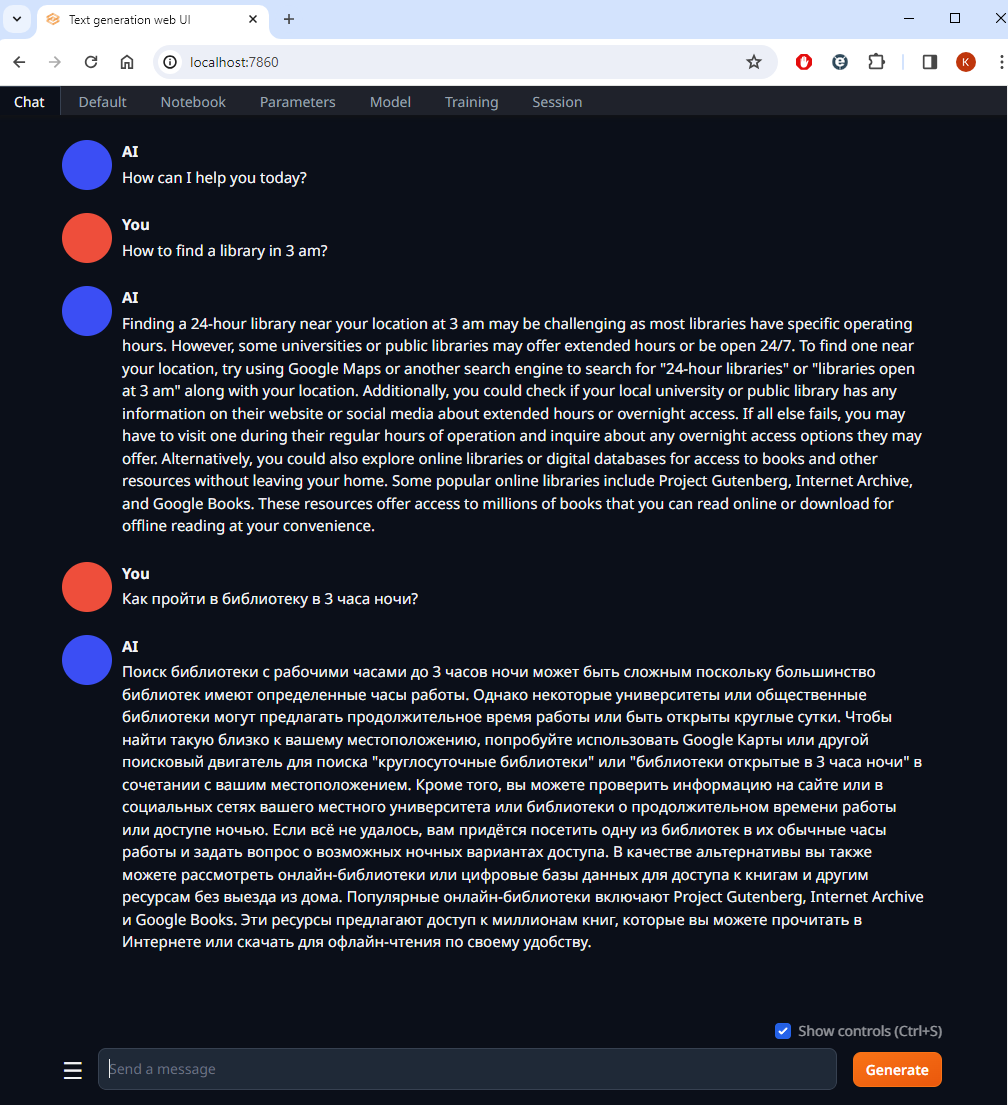 Text generation web UI
localhost:7860
K
Chat Default Notebook Parameters Model Training Session
AI
How can I help you today?
You
How to find a library in 3 am?
AI
Finding a 24-hour library near your location at 3 am may be challenging as most libraries have specific operating
hours. However, some universities or public libraries may offer extended hours or be open 24/7. To find one near
your location, try using Google Maps or another search engine to search for "24-hour libraries" or "libraries open
at 3 am" along with your location. Additionally, you could check if your local university or public library has any
information on their website or social media about extended hours or overnight access. If all else fails, you may
have to visit one during their regular hours of operation and inquire about any overnight access options they may
offer. Alternatively, you could also explore online libraries or digital databases for access to books and other
resources without leaving your home. Some popular online libraries include Project Gutenberg, Internet Archive,
and Google Books. These resources offer access to millions of books that you can read online or download for
offline reading at your convenience.
You
Как пройти в библиотеку в 3 часа ночи?
AI
Поиск библиотеки с рабочими часами до 3 часов ночи может быть сложным поскольку большинство
библиотек имеют определенные часы работы. Однако некоторые университеты или общественные
библиотеки могут предлагать продолжительное время работы или быть открыты круглые сутки. Чтобы
найти такую близко к вашему местоположению, попробуйте использовать Google Карты или другой
поисковый двигатель для поиска "круглосуточные библиотеки" или "библиотеки открытые в 3 часа ночи" в
сочетании с вашим местоположением. Кроме того, вы можете проверить информацию на сайте или в
социальных сетях вашего местного университета или библиотеки о продолжительном времени работы
или доступе ночью. Если всё не удалось, вам придётся посетить одну из библиотек в их обычные часы
работы и задать вопрос о возможных ночных вариантах доступа. В качестве альтернативы вы также
можете рассмотреть онлайн-библиотеки или цифровые базы данных для доступа к книгам и другим
ресурсам без выезда из дома. Популярные онлайн-библиотеки включают Project Gutenberg, Internet Archive
и Google Books. Эти ресурсы предлагают доступ к миллионам книг, которые вы можете прочитать в
Интернете или скачать для офлайн-чтения по своему удобству.
Show controls (Ctrl+S)
Send a message
Generate